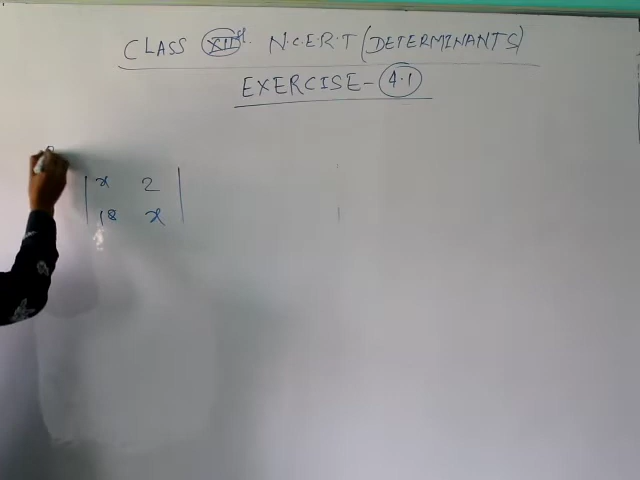 CLASS XIIth N.C.E.R.T (DETERMINANTS)
EXERCISE-4.1
x 2
18 x